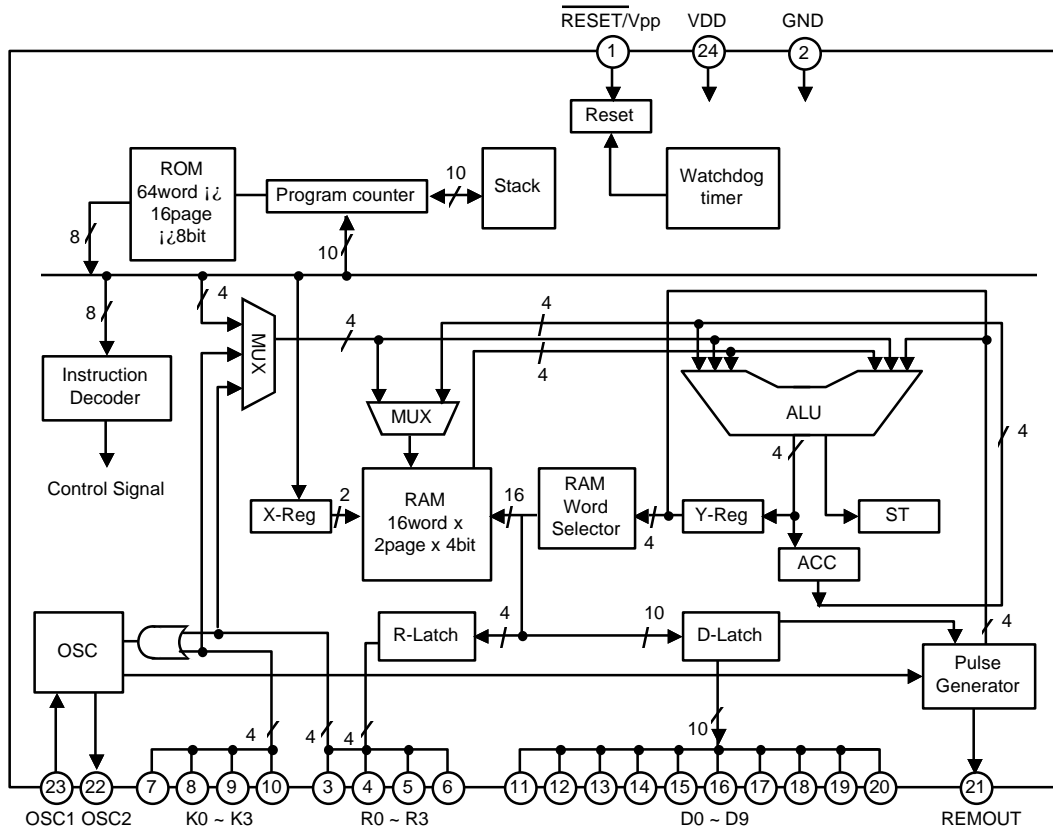 RESET/Vpp VDD GND
1 24 2
Reset
ROM
64word ¡¿
16page
¡¿8bit
Program counter
10
Stack
Watchdog
timer
8
10
8
4
MUX
4
4
4
Instruction
Decoder
Control Signal
MUX
ALU
4
4
X-Reg
2
RAM
16word x
2page x 4bit
16
RAM
Word
Selector
4
Y-Reg
ST
ACC
OSC
R-Latch
4
10
D-Latch
4
Pulse
Generator
4
4
4
10
23 22 7 8 9 10 3 4 5 6 11 12 13 14 15 16 17 18 19 20 21
OSC1 OSC2 K0 ~ K3 R0 ~ R3 D0 ~ D9 REMOUT